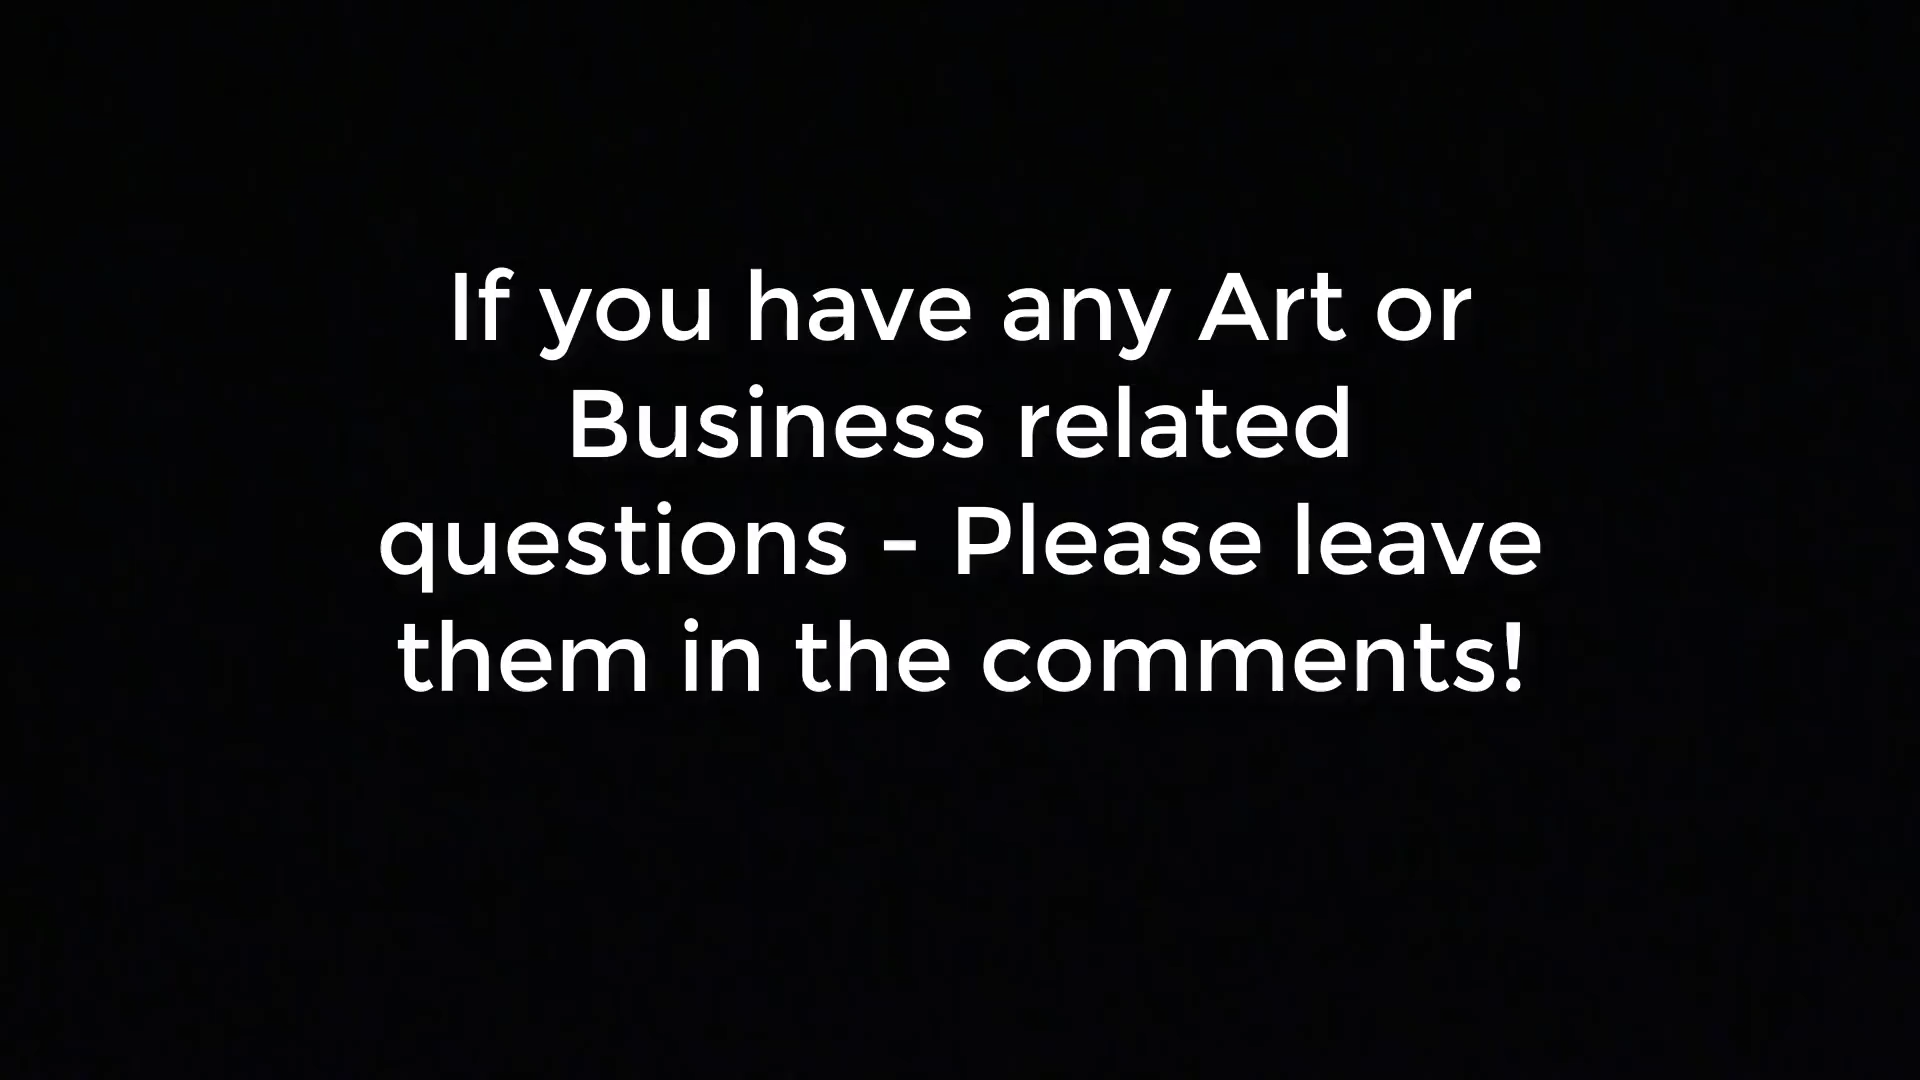 If you have any Art or
Business related
questions - Please leave
them in the comments!